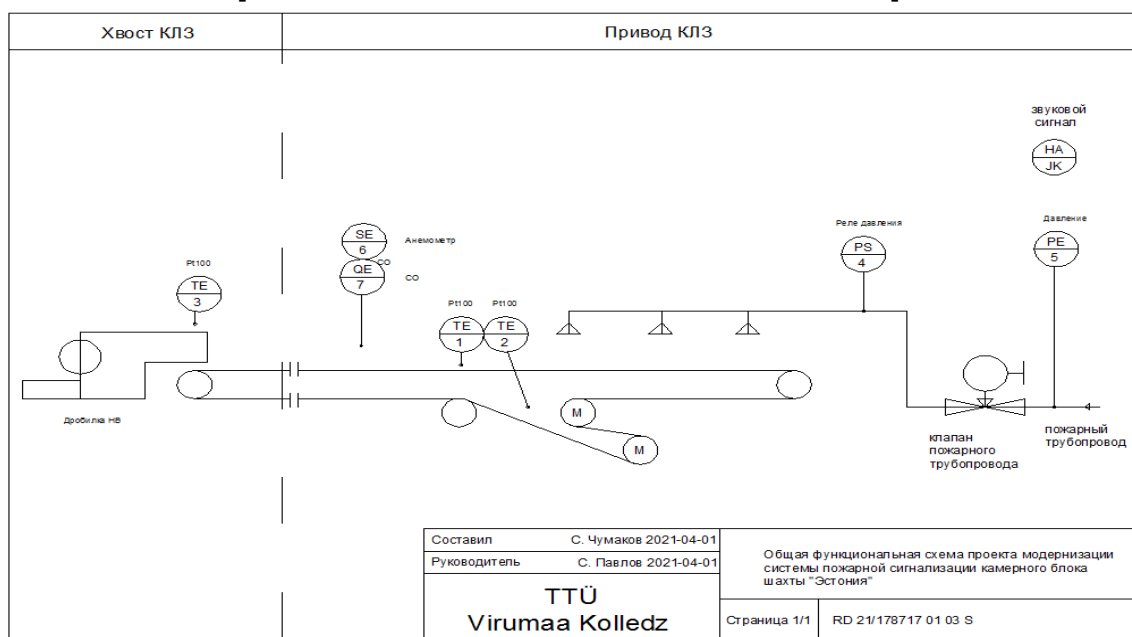 Хвост КЛЗ
Привод КЛЗ
звуковой
сигнал
HA
JK
Реле давления
Давление
SE
6
Анемометр
CO
QE
7
CO
PS
4
PE
5
Pt100
TE
3
Pt100
Pt100
TE
1
TE
2
M
M
Дробилка НВ
клапан
пожарного
трубопровода
пожарный
трубопровод
Составил С. Чумаков 2021-04-01
Руководитель С. Павлов 2021-04-01
TTÜ
Virumaa Kolledz
Общая функциональная схема проекта модернизации
системы пожарной сигнализации камерного блока
шахты "Эстония"
Страница 1/1
RD 21/178717 01 03 S